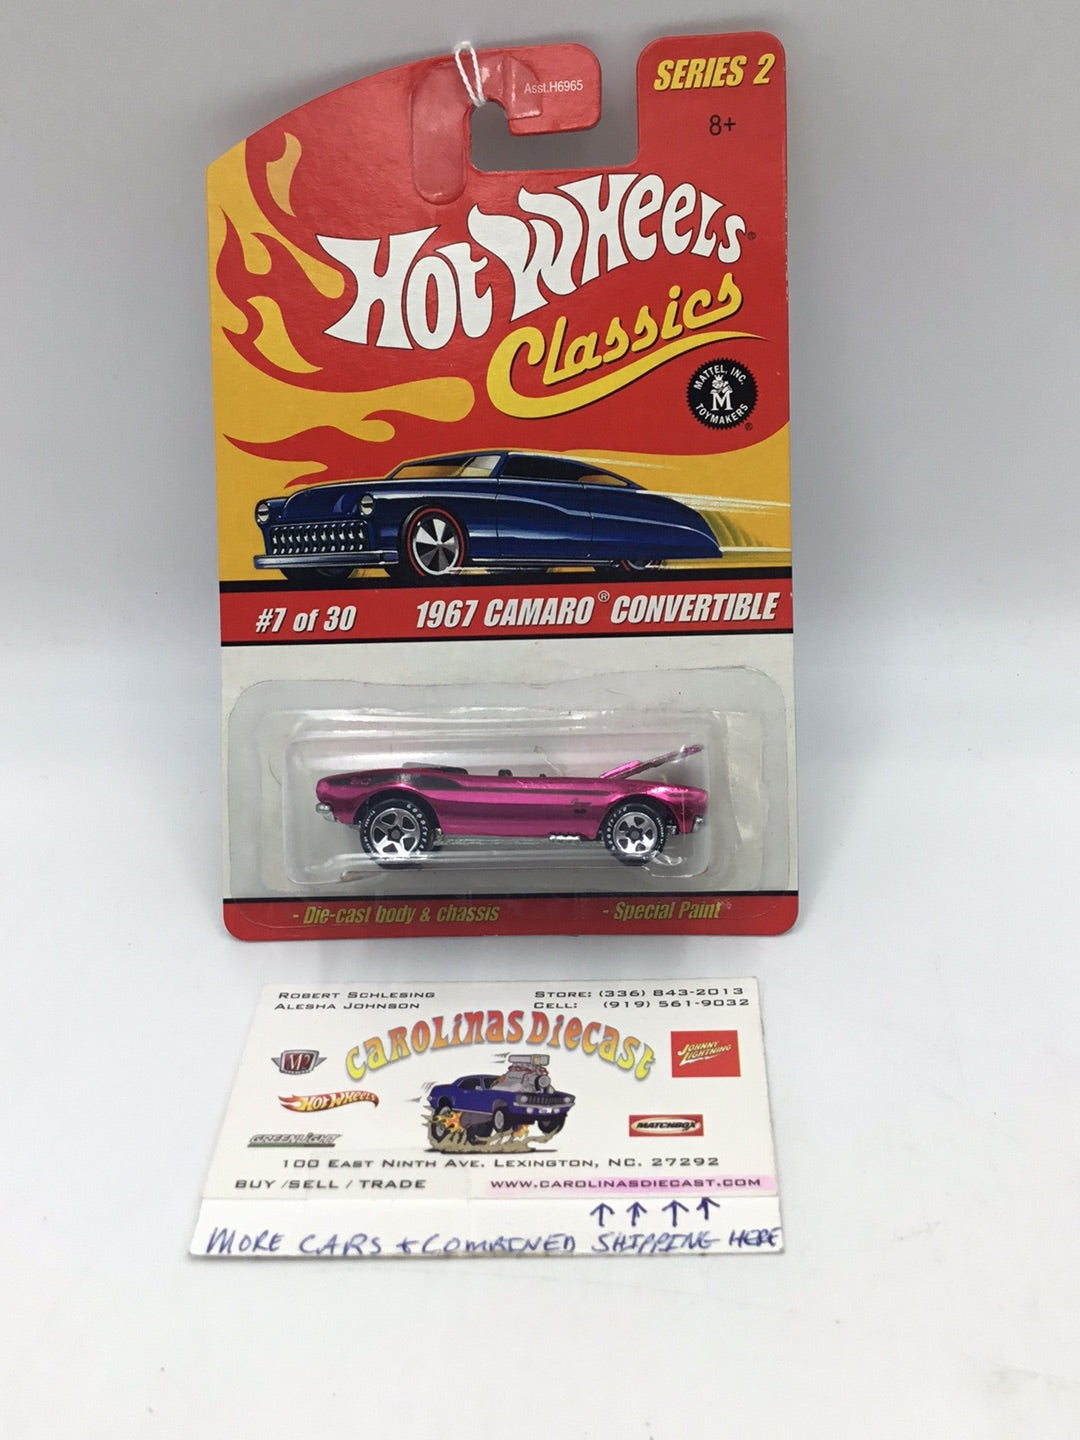 Asst.H6965
SERIES 2
8+
HOT WHEELS®
Classics
MATTEL, INC.
M
TOYMAKERS
®
#7 of 30 1967 CAMARO® CONVERTIBLE
- Die-cast body & chassis - Special Paint
ROBERT SCHLESING STORE: (336) 843-2013
ALESHA JOHNSON CELL: (919) 561-9032
CAROLINAS DIECAST
M2
JOHNNY LIGHTNING
HOT WHEELS
GREENLIGHT
MATCHBOX
100 EAST NINTH AVE. LEXINGTON, NC. 27292
BUY /SELL / TRADE WWW.CAROLINASDIECAST.COM
MORE CARS + COMBINED SHIPPING HERE